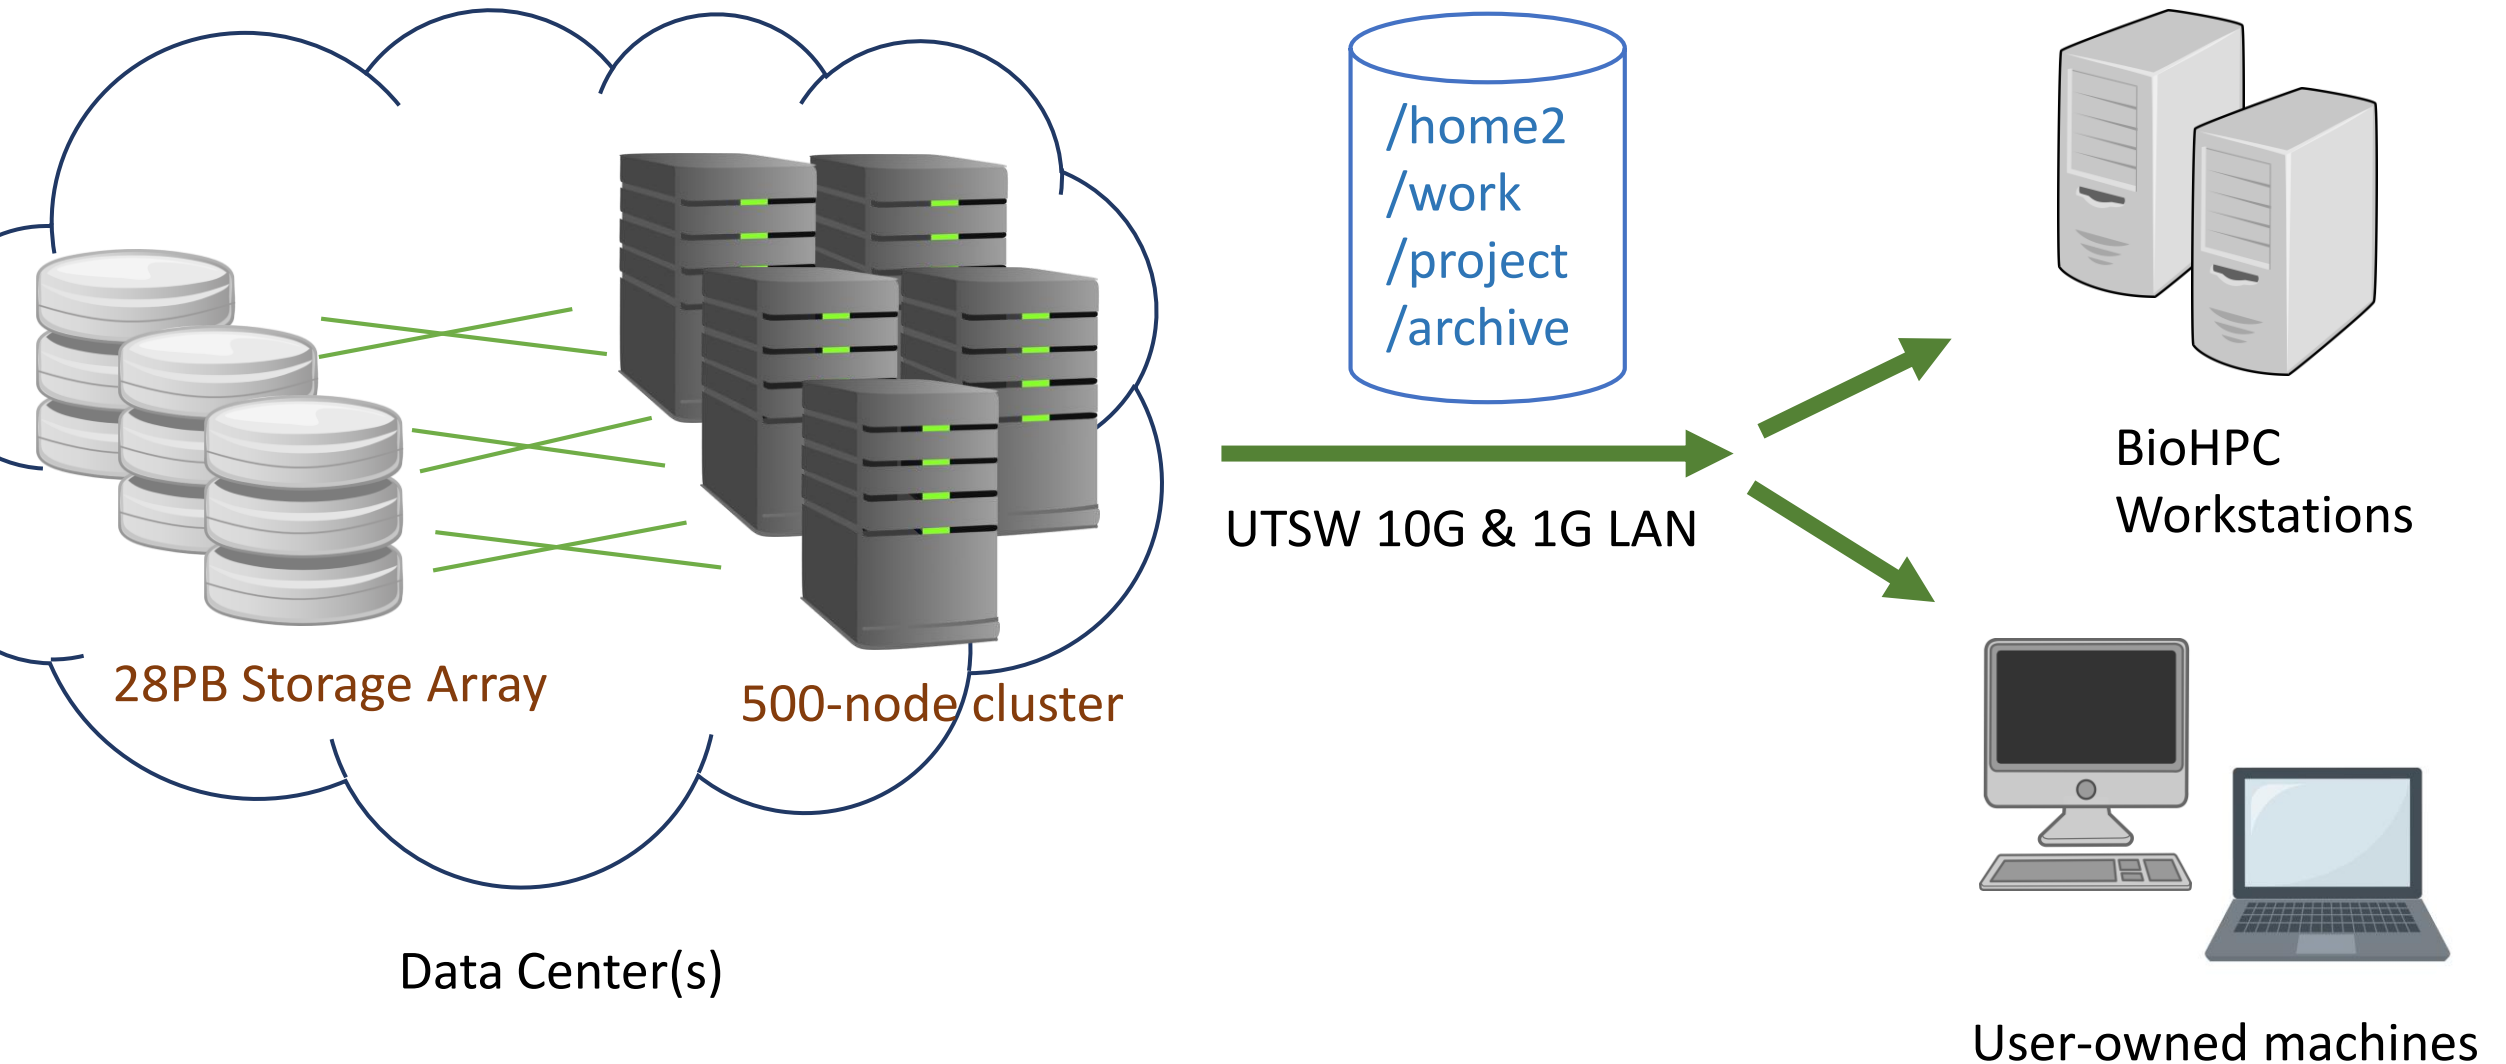 28PB Storage Array
500-node cluster
Data Center(s)
/home2
/work
/project
/archive
UTSW 10G & 1G LAN
BioHPC
Workstations
User-owned machines